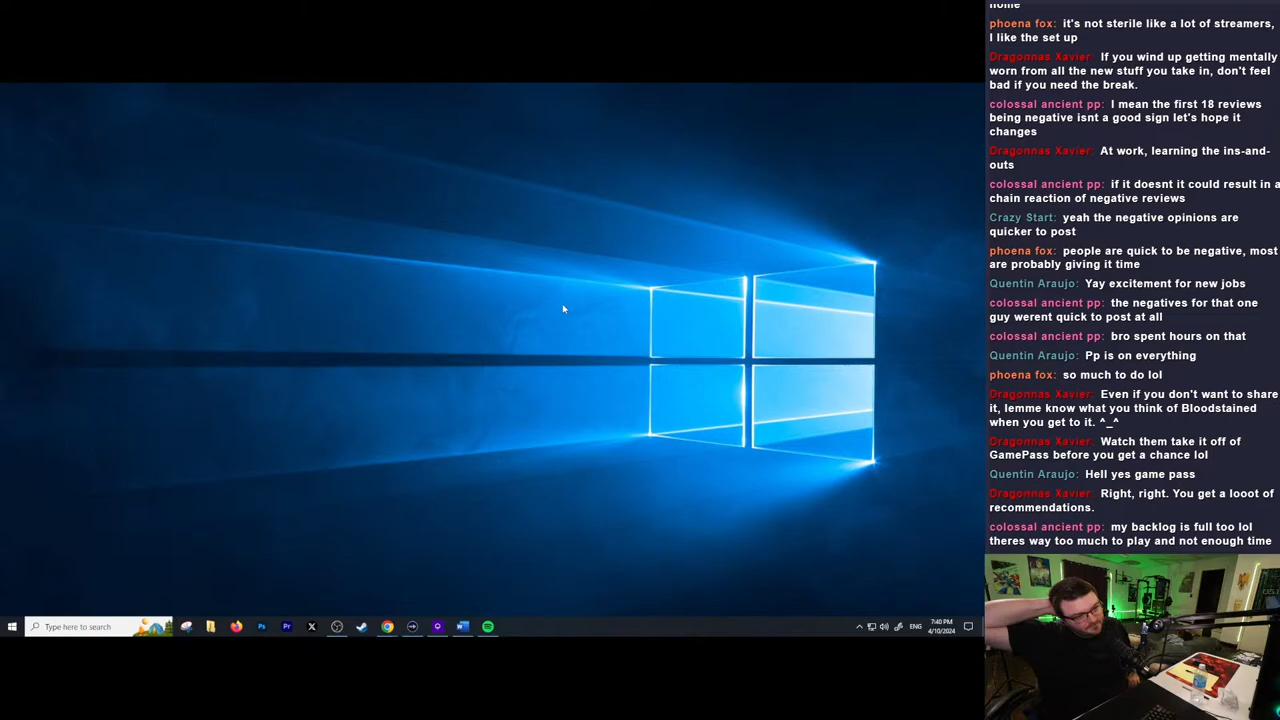 home
phoena fox: it's not sterile like a lot of streamers,
I like the set up
Dragonnas Xavier: If you wind up getting mentally
worn from all the new stuff you take in, don't feel
bad if you need the break.
colossal ancient pp: I mean the first 18 reviews
being negative isnt a good sign let's hope it
changes
Dragonnas Xavier: At work, learning the ins-and-
outs
colossal ancient pp: if it doesnt it could result in a
chain reaction of negative reviews
Crazy Start: yeah the negative opinions are
quicker to post
phoena fox: people are quick to be negative, most
are probably giving it time
Quentin Araujo: Yay excitement for new jobs
colossal ancient pp: the negatives for that one
guy werent quick to post at all
colossal ancient pp: bro spent hours on that
Quentin Araujo: Pp is on everything
phoena fox: so much to do lol
Dragonnas Xavier: Even if you don't want to share
it, lemme know what you think of Bloodstained
when you get to it. ^_^
Dragonnas Xavier: Watch them take it off of
GamePass before you get a chance lol
Quentin Araujo: Hell yes game pass
Dragonnas Xavier: Right, right. You get a looot of
recommendations.
colossal ancient pp: my backlog is full too lol
theres way too much to play and not enough time
Type here to search
Ps
Pr
X
W
ENG
7:40 PM
4/10/2024